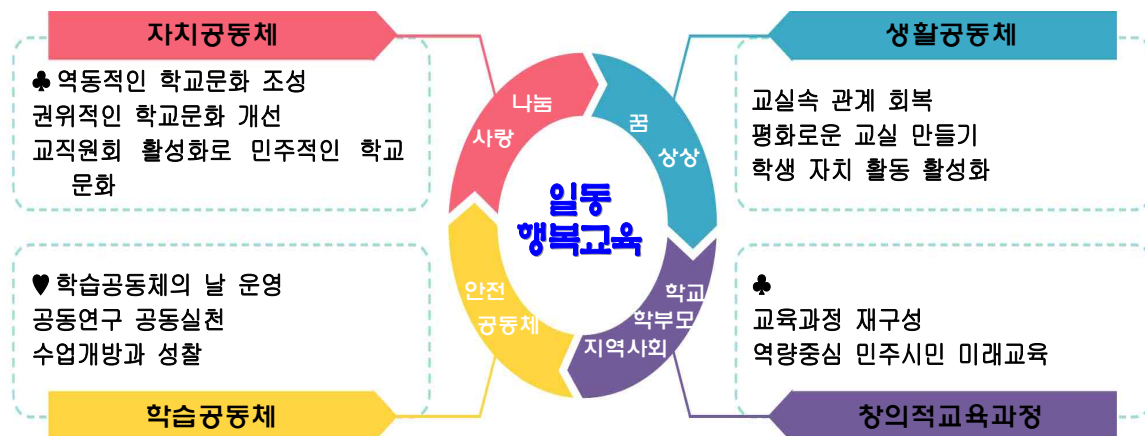 자치공동체
♣ 역동적인 학교문화 조성
권위적인 학교문화 개선
교직원회 활성화로 민주적인 학교
문화
생활공동체
교실속 관계 회복
평화로운 교실 만들기
학생 자치 활동 활성화
나눔
사랑
꿈
상상
일동
행복교육
안전
공동체
학교
학부모
지역사회
♥ 학습공동체의 날 운영
공동연구 공동실천
수업개방과 성찰
학습공동체
♣
교육과정 재구성
역량중심 민주시민 미래교육
창의적교육과정